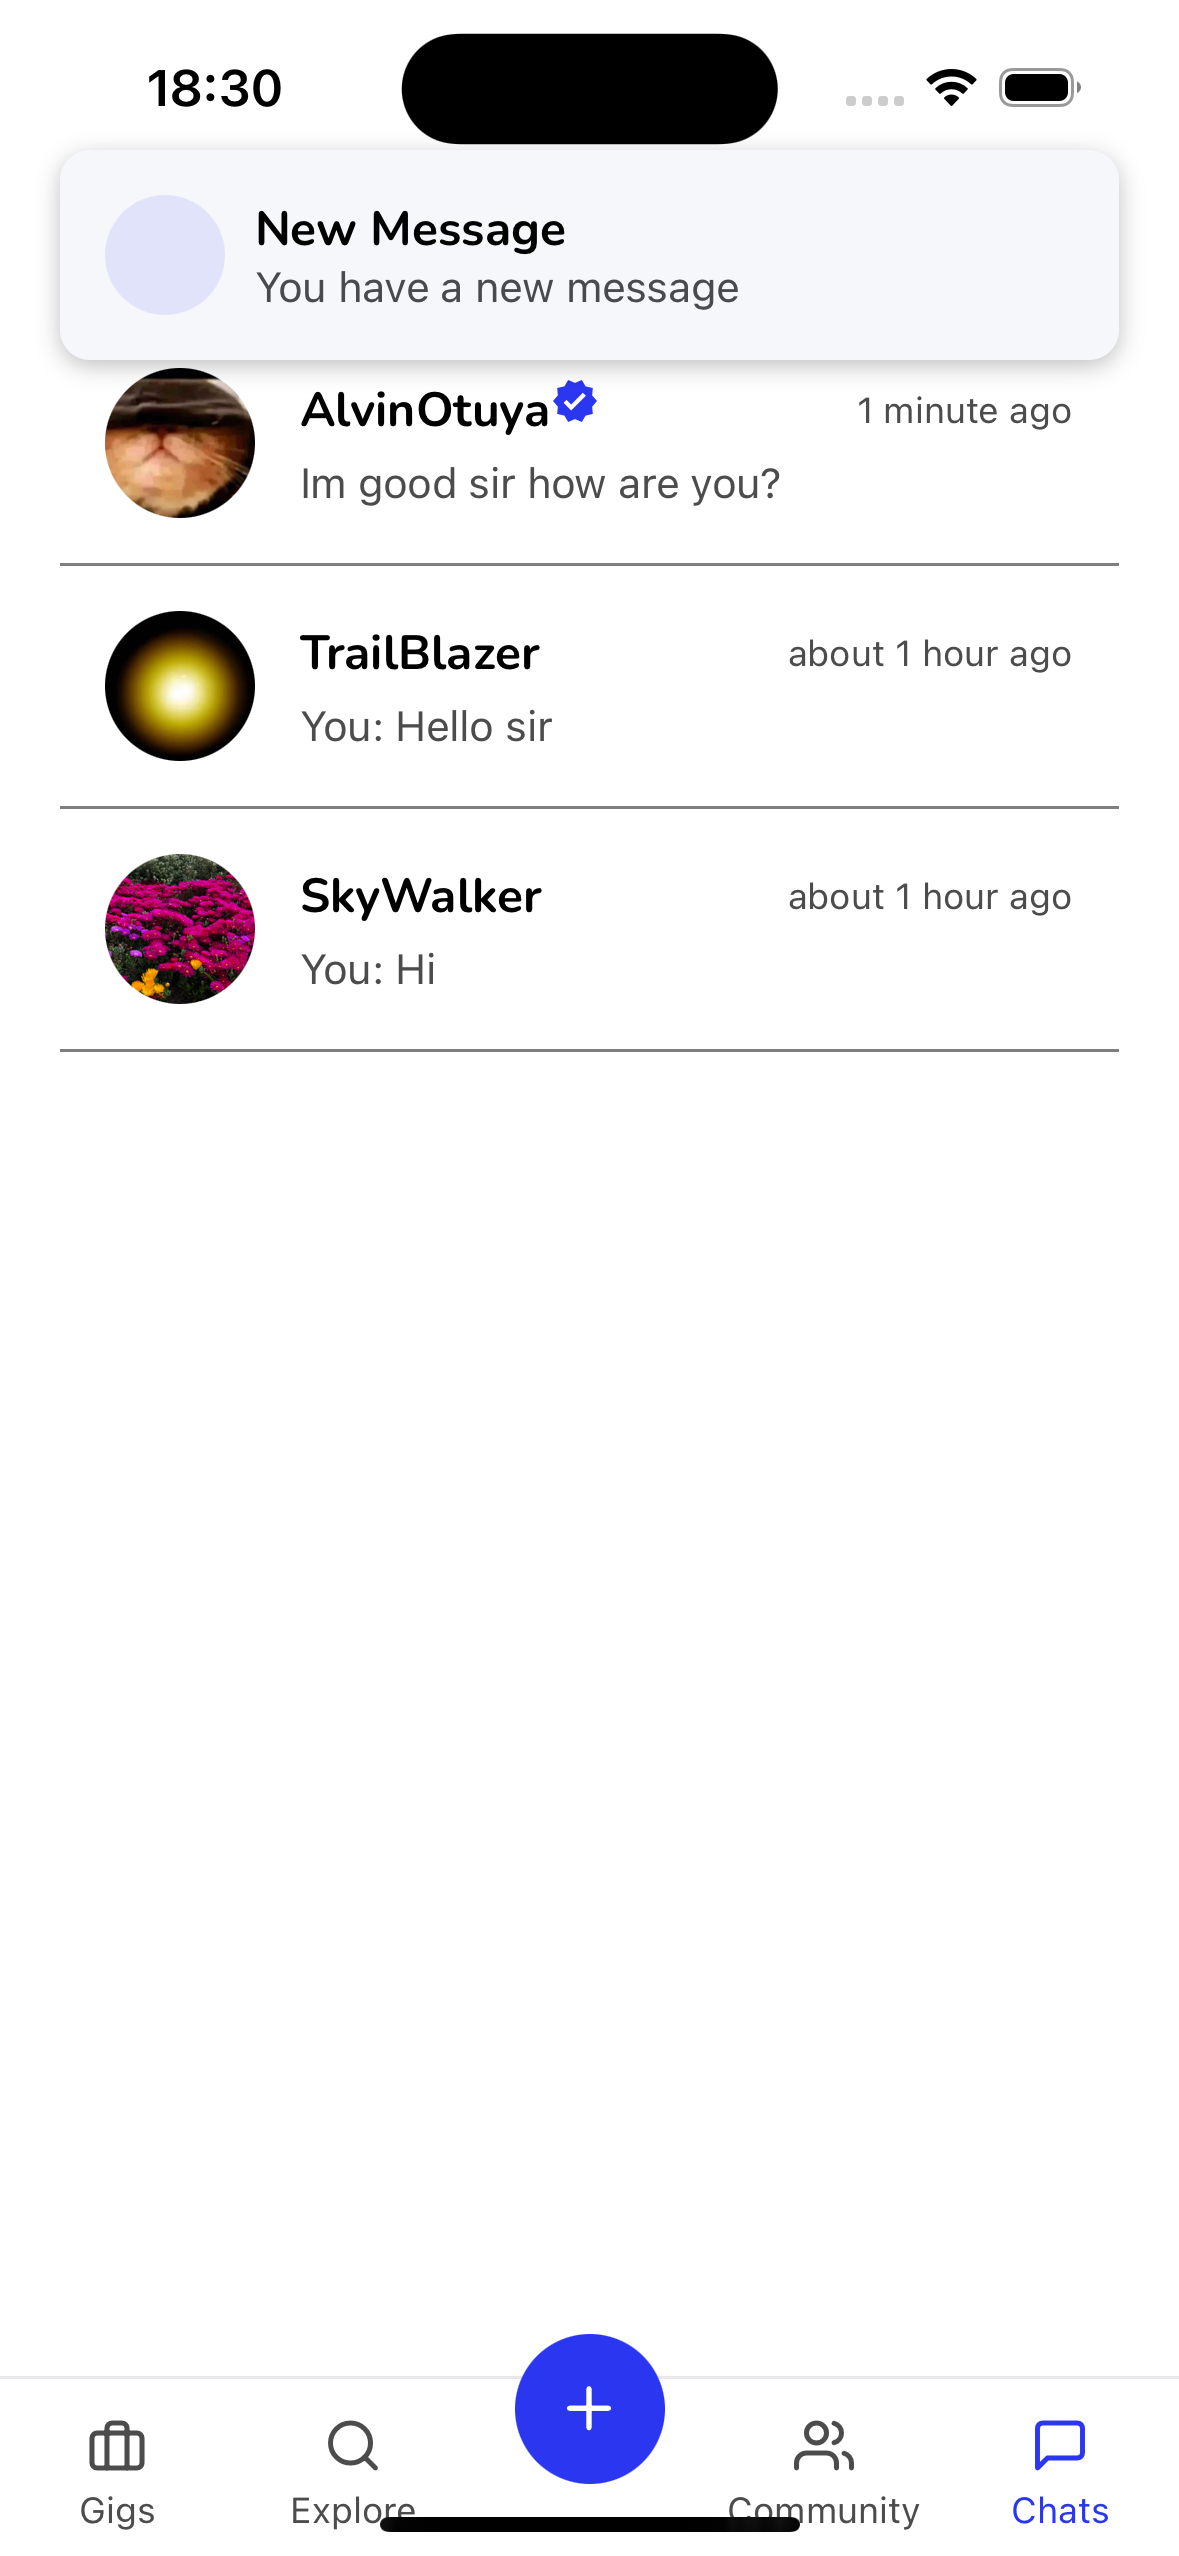 18:30
New Message
You have a new message
AlvinOtuya
1 minute ago
Im good sir how are you?
TrailBlazer
about 1 hour ago
You: Hello sir
SkyWalker
about 1 hour ago
You: Hi
Gigs
Explore
Community
Chats